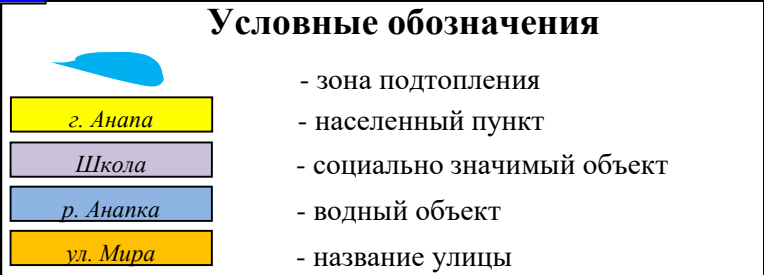 Условные обозначения
- зона подтопления
г. Анапа - населенный пункт
Школа - социально значимый объект
р. Анапка - водный объект
ул. Мира - название улицы